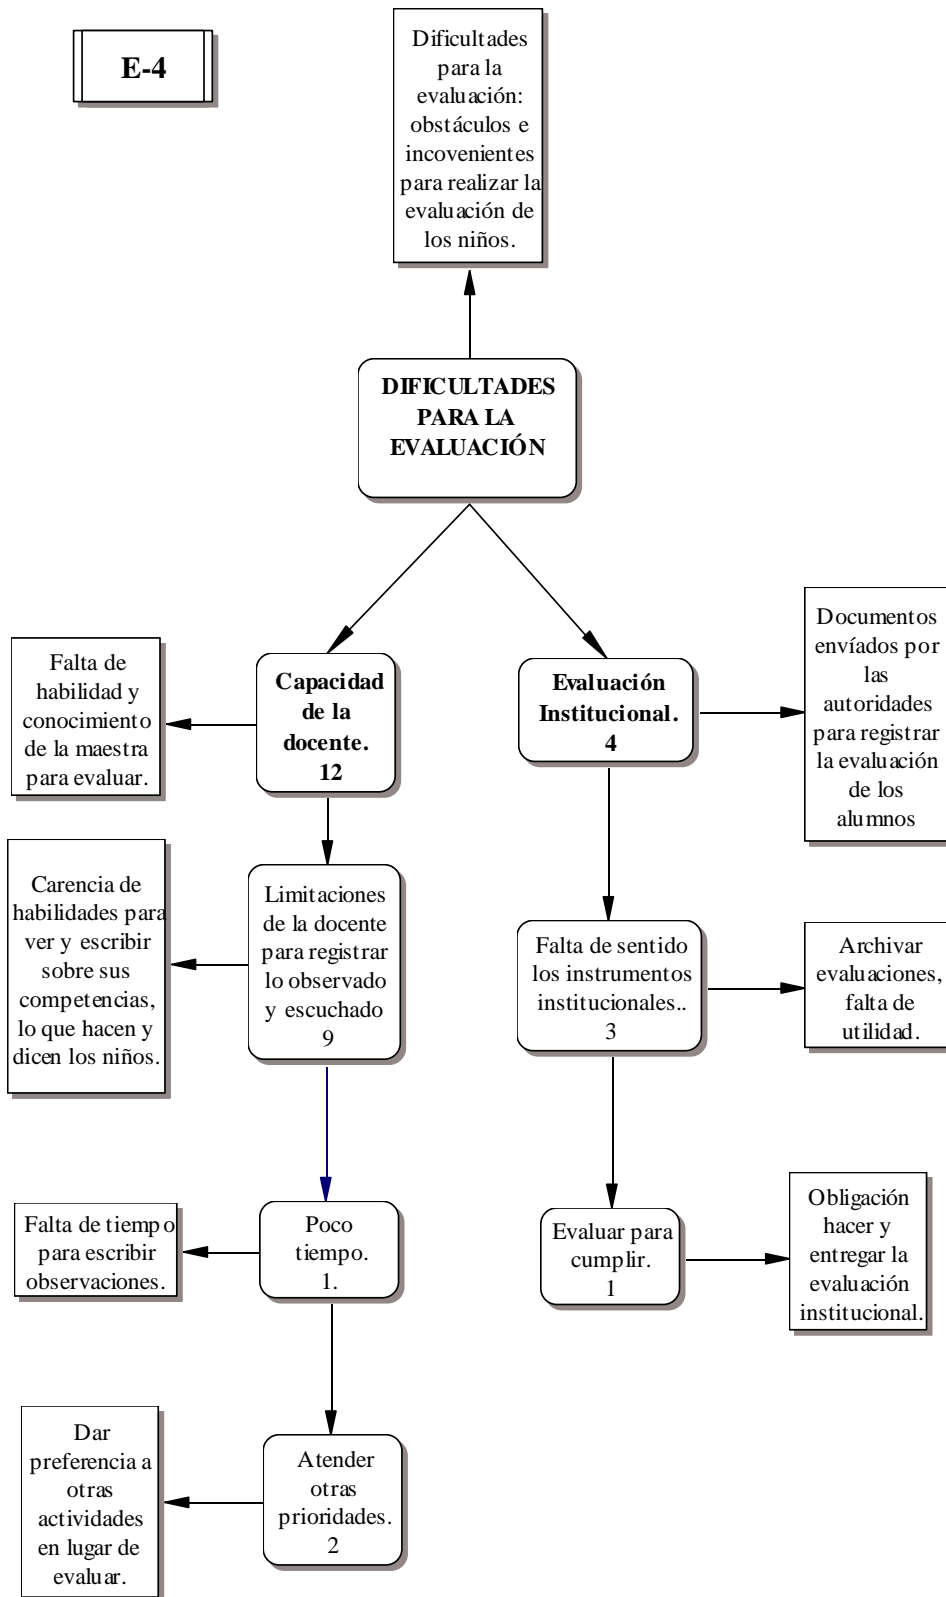 E-4
Dificultades
para la
evaluación:
obstáculos e
incovenientes
para realizar la
evaluación de
los niños.
DIFICULTADES
PARA LA
EVALUACIÓN
Falta de
habilidad y
conocimiento
de la maestra
para evaluar.
Capacidad
de la
docente.
12
Evaluación
Institucional.
4
Documentos
envíados por
las
autoridades
para registrar
la evaluación
de los
alumnos
Carencia de
habilidades para
ver y escribir
sobre sus
competencias,
lo que hacen y
dicen los niños.
Limitaciones
de la docente
para registrar
lo observado
y escuchado
9
Falta de sentido
los instrumentos
institucionales..
3
Archivar
evaluaciones,
falta de
utilidad.
Falta de tiempo
para escribir
observaciones.
Poco
tiempo.
1.
Evaluar para
cumplir.
1
Obligación
hacer y
entregar la
evaluación
institucional.
Dar
preferencia a
otras
actividades
en lugar de
evaluar.
Atender
otras
prioridades.
2